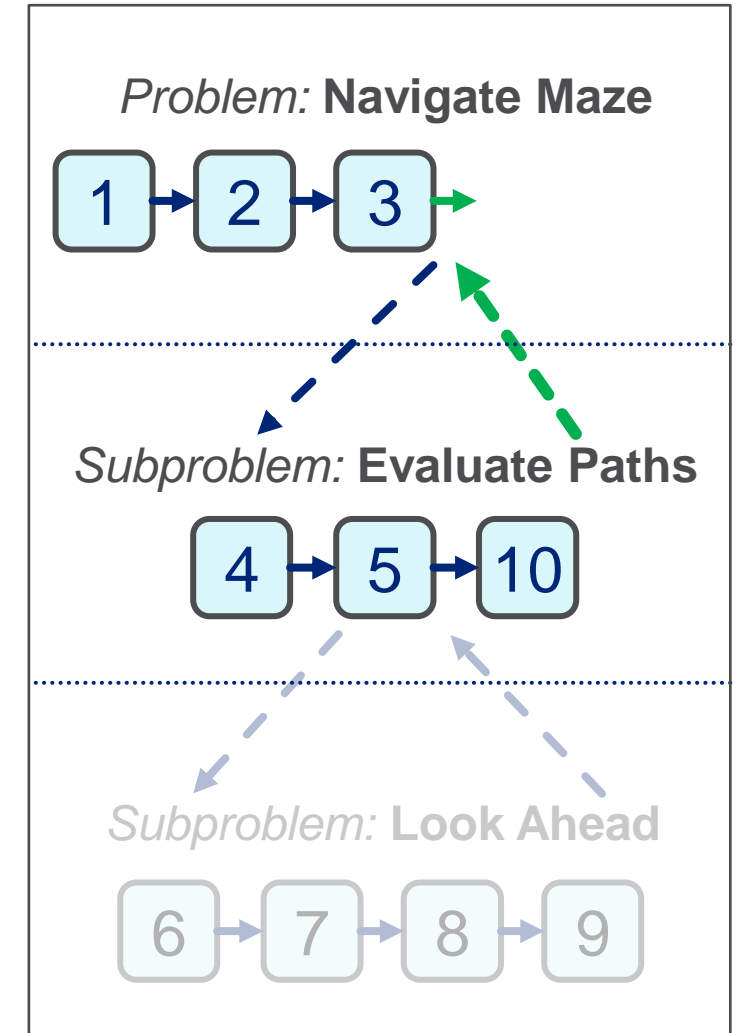 Problem: Navigate Maze
1 2 3
Subproblem: Evaluate Paths
4 5 10
Subproblem: Look Ahead
6 7 8 9